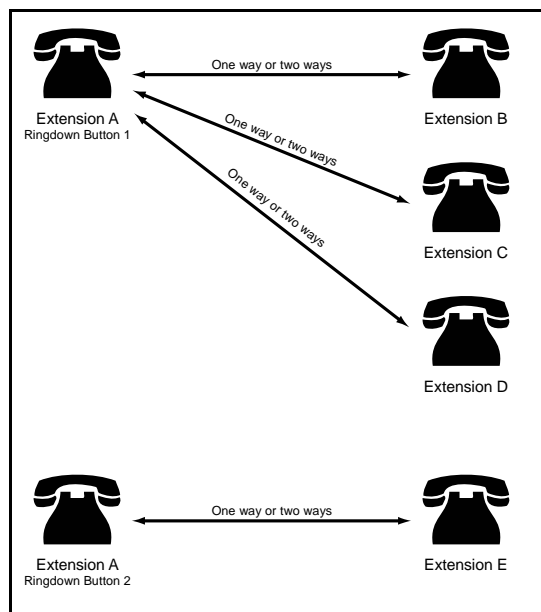 One way or two ways
Extension A
Ringdown Button 1
Extension B
One way or two ways
One way or two ways
Extension C
Extension D
One way or two ways
Extension A
Ringdown Button 2
Extension E